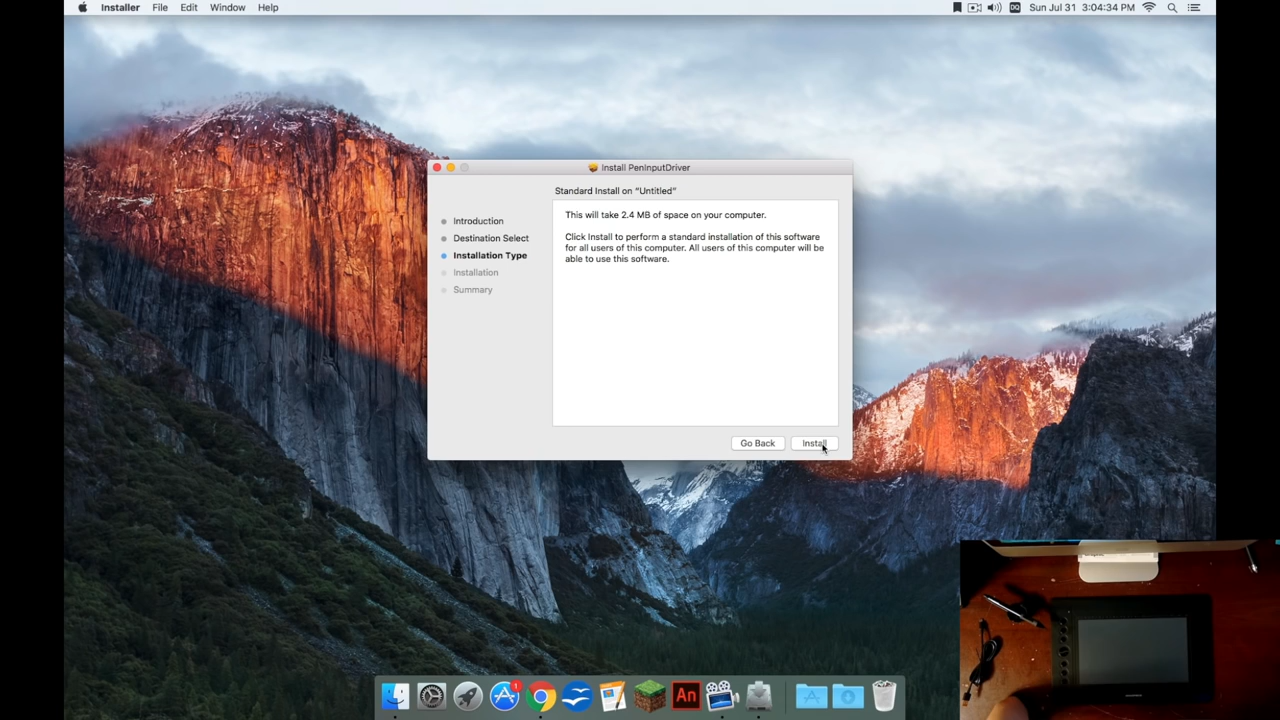 Installer File Edit Window Help
DQ Sun Jul 31 3:04:34 PM
Install PenInputDriver
Standard Install on "Untitled"
Introduction
Destination Select
Installation Type
Installation
Summary
This will take 2.4 MB of space on your computer.
Click Install to perform a standard installation of this software
for all users of this computer. All users of this computer will be
able to use this software.
Go Back
Install
1
An